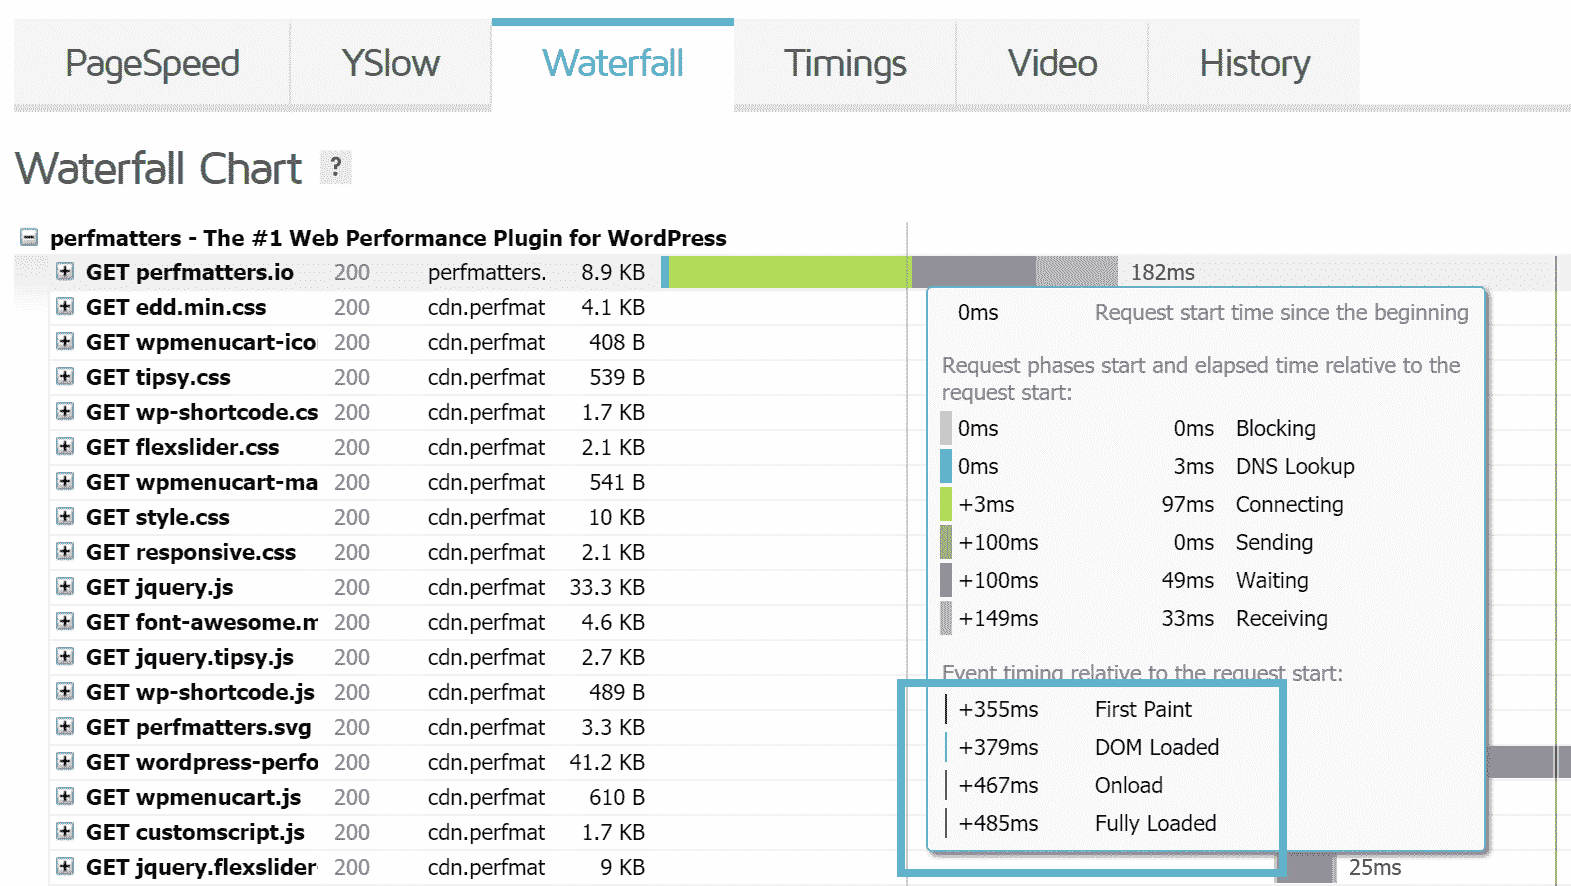 PageSpeed YSlow Waterfall Timings Video History
Waterfall Chart ?
perfmatters - The #1 Web Performance Plugin for WordPress
GET perfmatters.io 200 perfmatters. 8.9 KB 182ms
GET edd.min.css 200 cdn.perfmat 4.1 KB
GET wpmenucart-ico 200 cdn.perfmat 408 B
GET tipsy.css 200 cdn.perfmat 539 B
GET wp-shortcode.cs 200 cdn.perfmat 1.7 KB
GET flexslider.css 200 cdn.perfmat 2.1 KB
GET wpmenucart-ma 200 cdn.perfmat 541 B
GET style.css 200 cdn.perfmat 10 KB
GET responsive.css 200 cdn.perfmat 2.1 KB
GET jquery.js 200 cdn.perfmat 33.3 KB
GET font-awesome.m 200 cdn.perfmat 4.6 KB
GET jquery.tipsy.js 200 cdn.perfmat 2.7 KB
GET wp-shortcode.js 200 cdn.perfmat 489 B
GET perfmatters.svg 200 cdn.perfmat 3.3 KB
GET wordpress-perfo 200 cdn.perfmat 41.2 KB
GET wpmenucart.js 200 cdn.perfmat 610 B
GET customscript.js 200 cdn.perfmat 1.7 KB
GET jquery.flexslider 200 cdn.perfmat 9 KB 25ms
0ms Request start time since the beginning
Request phases start and elapsed time relative to the
request start:
0ms 0ms Blocking
0ms 3ms DNS Lookup
+3ms 97ms Connecting
+100ms 0ms Sending
+100ms 49ms Waiting
+149ms 33ms Receiving
Event timing relative to the request start:
+355ms First Paint
+379ms DOM Loaded
+467ms Onload
+485ms Fully Loaded